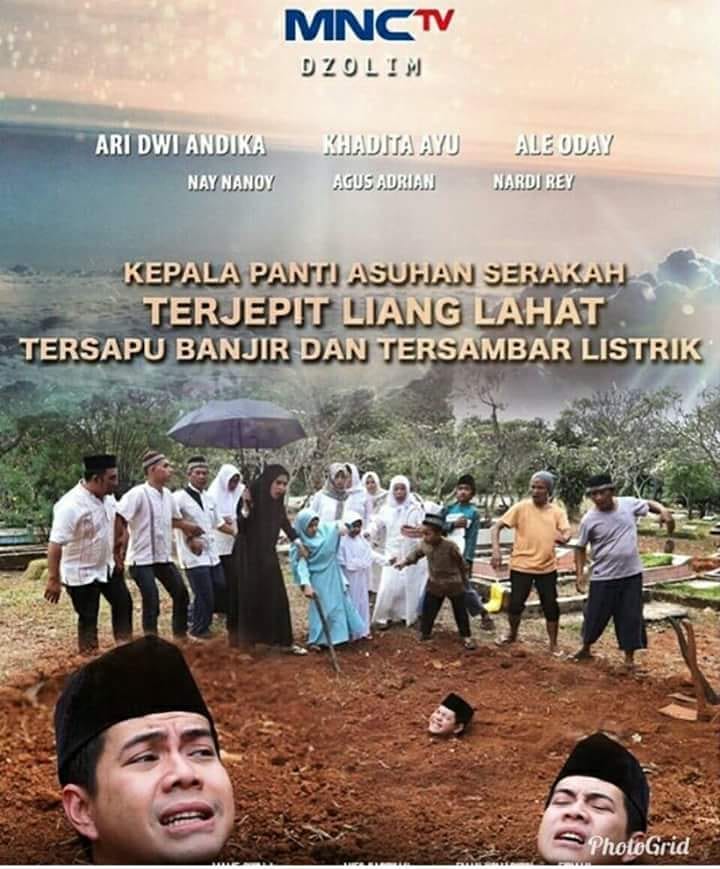 MNCTV
DZOLIM
ARI DWI ANDIKA KHADITA AYU ALE ODAY
NAY NANOY AGUS ADRIAN NARDI REY
KEPALA PANTI ASUHAN SERAKAH
TERJEPIT LIANG LAHAT
TERSAPU BANJIR DAN TERSAMBAR LISTRIK
PhotoGrid